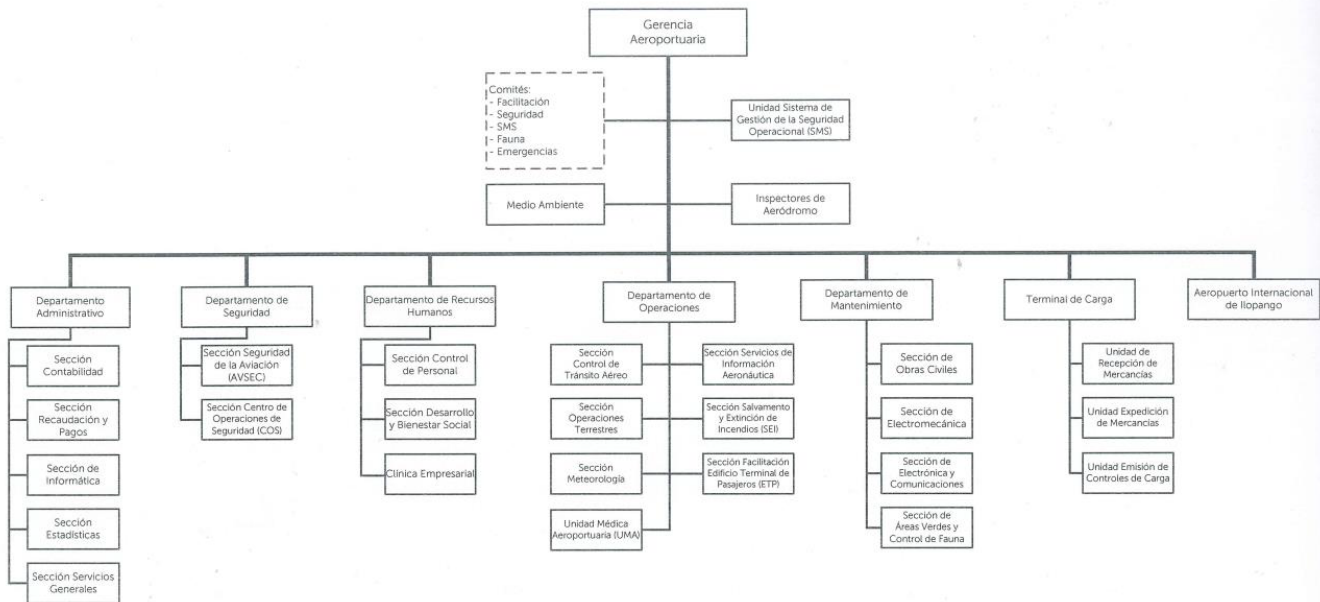 Gerencia
Aeroportuaria
Comités:
- Facilitación
- Seguridad
- SMS
- Fauna
- Emergencias
Unidad Sistema de
Gestión de la Seguridad
Operacional (SMS)
Medio Ambiente
Inspectores de
Aeródromo
Departamento
Administrativo
Sección
Contabilidad
Sección
Recaudación y
Pagos
Sección de
Informática
Sección
Estadísticas
Sección Servicios
Generales
Departamento de
Seguridad
Sección Seguridad
de la Aviación
(AVSEC)
Sección Centro de
Operaciones de
Seguridad (COS)
Departamento de Recursos
Humanos
Sección Control
de Personal
Sección Desarrollo
y Bienestar Social
Clínica Empresarial
Departamento de
Operaciones
Sección
Control de
Tránsito Aéreo
Sección Servicios de
Información
Aeronáutica
Sección
Operaciones
Terrestres
Sección Salvamento
y Extinción de
Incendios (SEI)
Sección
Meteorología
Sección Facilitación
Edificio Terminal de
Pasajeros (ETP)
Unidad Médica
Aeroportuaria (UMA)
Departamento de
Mantenimiento
Sección de
Obras Civiles
Sección de
Electromecánica
Sección de
Electrónica y
Comunicaciones
Sección de
Áreas Verdes y
Control de Fauna
Terminal de Carga
Unidad de
Recepción de
Mercancías
Unidad Expedición
de Mercancías
Unidad Emisión de
Controles de Carga
Aeropuerto Internacional
de Ilopango